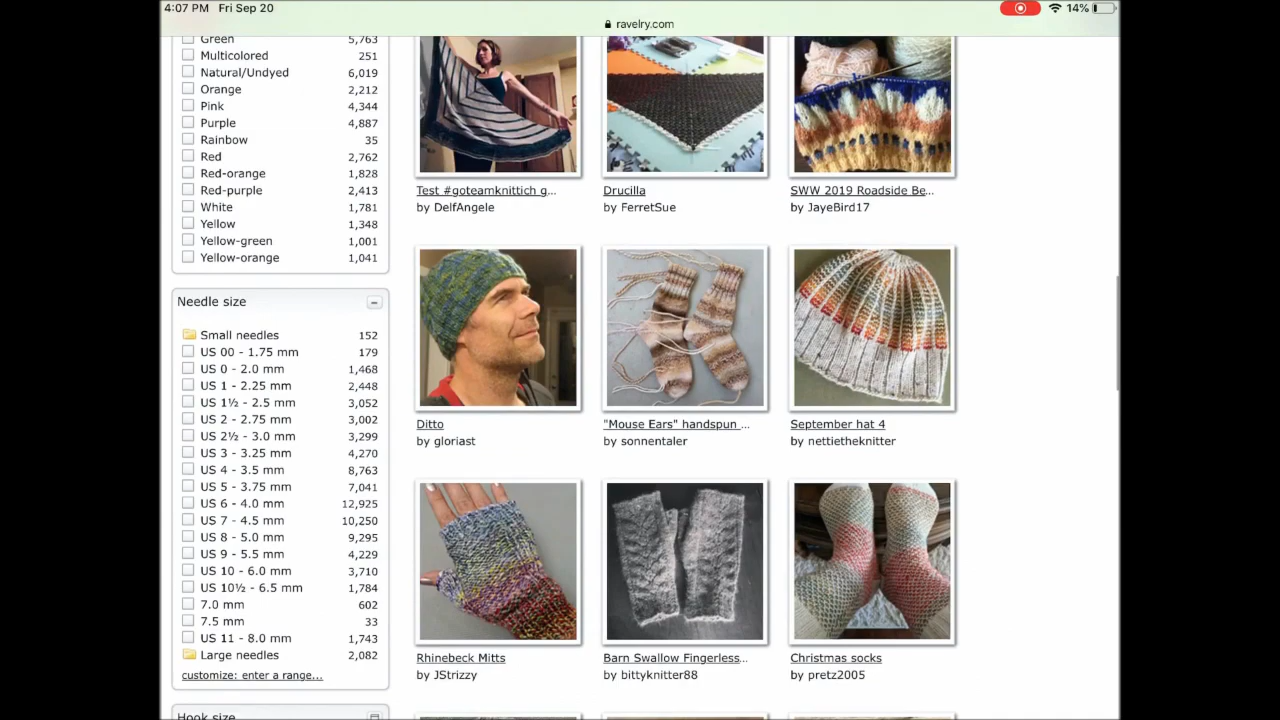 4:07 PM Fri Sep 20
14%
ravelry.com
Green 5,763
Multicolored 251
Natural/Undyed 6,019
Orange 2,212
Pink 4,344
Purple 4,887
Rainbow 35
Red 2,762
Red-orange 1,828
Red-purple 2,413
White 1,781
Yellow 1,348
Yellow-green 1,001
Yellow-orange 1,041
Needle size
Small needles 152
US 00 - 1.75 mm 179
US 0 - 2.0 mm 1,468
US 1 - 2.25 mm 2,448
US 1½ - 2.5 mm 3,052
US 2 - 2.75 mm 3,002
US 2½ - 3.0 mm 3,299
US 3 - 3.25 mm 4,270
US 4 - 3.5 mm 8,763
US 5 - 3.75 mm 7,041
US 6 - 4.0 mm 12,925
US 7 - 4.5 mm 10,250
US 8 - 5.0 mm 9,295
US 9 - 5.5 mm 4,229
US 10 - 6.0 mm 3,710
US 10½ - 6.5 mm 1,784
7.0 mm 602
7.5 mm 33
US 11 - 8.0 mm 1,743
Large needles 2,082
customize: enter a range...
Hook size
Test #goteamknittich g...
by DelfAngele
Drucilla
by FerretSue
SWW 2019 Roadside Be...
by JayeBird17
Ditto
by gloriast
"Mouse Ears" handspun ...
by sonnentaler
September hat 4
by nettietheknitter
Rhinebeck Mitts
by JStrizzy
Barn Swallow Fingerless...
by bittyknitter88
Christmas socks
by pretz2005